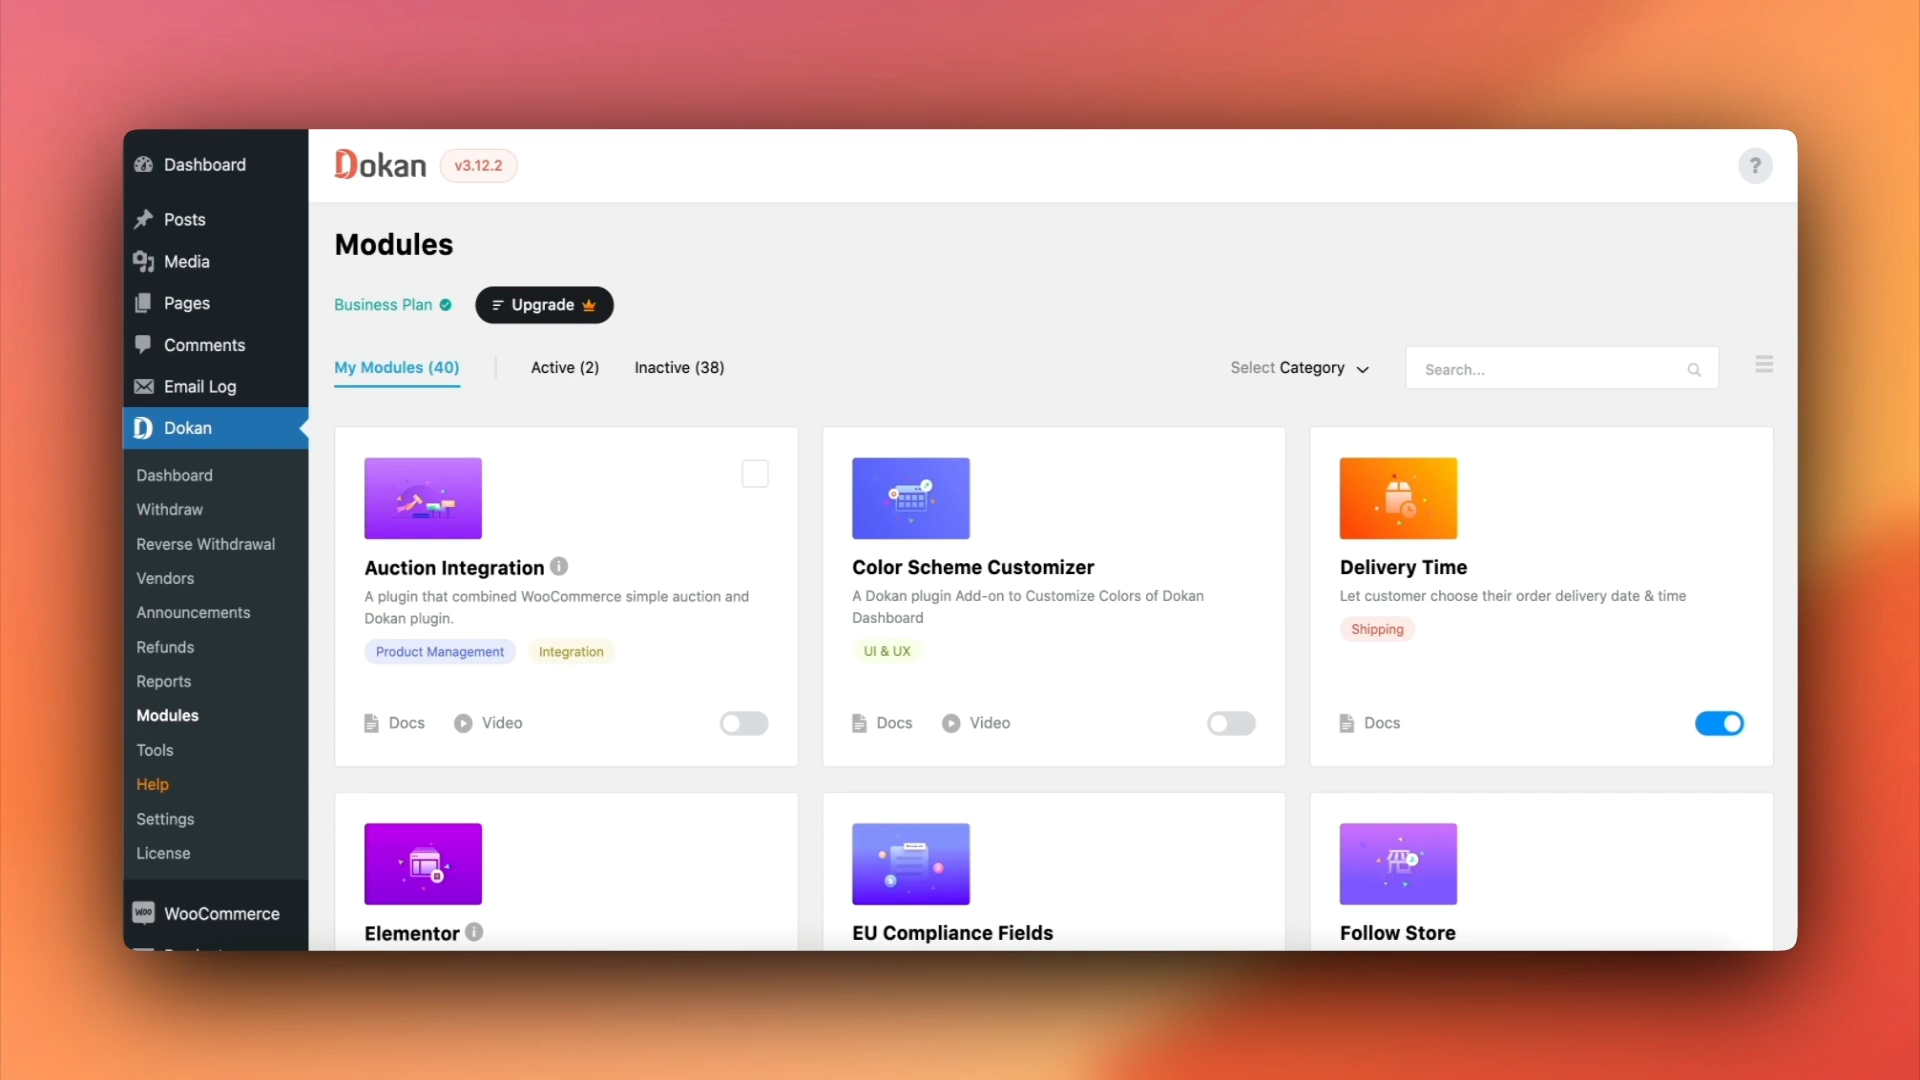 Dashboard
Posts
Media
Pages
Comments
Email Log
Dokan
Dashboard
Withdraw
Reverse Withdrawal
Vendors
Announcements
Refunds
Reports
Modules
Tools
Help
Settings
License
WooCommerce
Dokan v3.12.2
?
Modules
Business Plan
Upgrade
My Modules (40)
Active (2)
Inactive (38)
Select Category
Search...
Auction Integration
A plugin that combined WooCommerce simple auction and
Dokan plugin.
Product Management
Integration
Docs
Video
Color Scheme Customizer
A Dokan plugin Add-on to Customize Colors of Dokan
Dashboard
UI & UX
Docs
Video
Delivery Time
Let customer choose their order delivery date & time
Shipping
Docs
Elementor
EU Compliance Fields
Follow Store